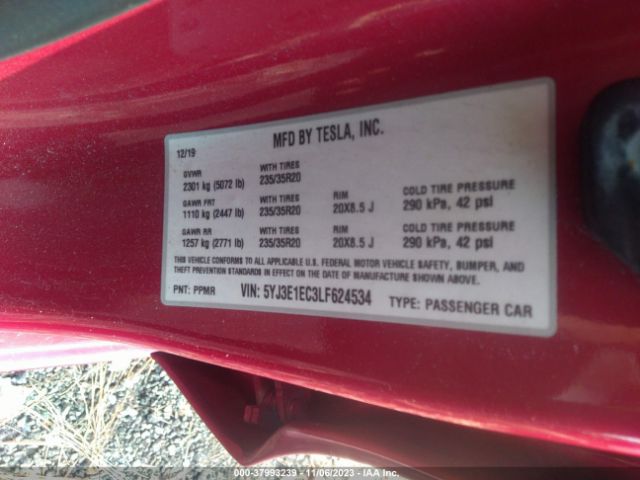 MFD BY TESLA, INC.
12/19
GVWR WITH TIRES
2301 kg (5072 lb) 235/35R20
GAWR FRT WITH TIRES RIM COLD TIRE PRESSURE
1110 kg (2447 lb) 235/35R20 20X8.5 J 290 kPa, 42 psi
GAWR RR WITH TIRES RIM COLD TIRE PRESSURE
1257 kg (2771 lb) 235/35R20 20X8.5 J 290 kPa, 42 psi
THIS VEHICLE CONFORMS TO ALL APPLICABLE U.S. FEDERAL MOTOR VEHICLE SAFETY, BUMPER, AND
THEFT PREVENTION STANDARDS IN EFFECT ON THE DATE OF MANUFACTURE SHOWN ABOVE.
PNT: PPMR VIN: 5YJ3E1EC3LF624534 TYPE: PASSENGER CAR
000-37993239 - 11/06/2023 - IAA Inc.